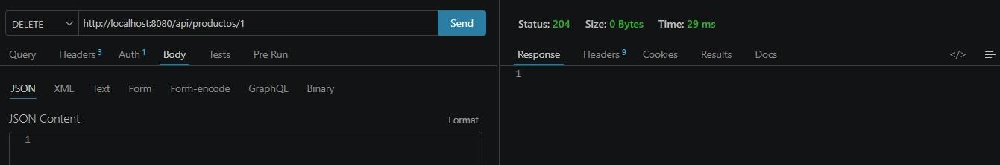 DELETE http://localhost:8080/api/productos/1 Send
Query Headers 3 Auth 1 Body Tests Pre Run
JSON XML Text Form Form-encode GraphQL Binary
JSON Content Format
1
Status: 204 Size: 0 Bytes Time: 29 ms
Response Headers 9 Cookies Results Docs </>
1